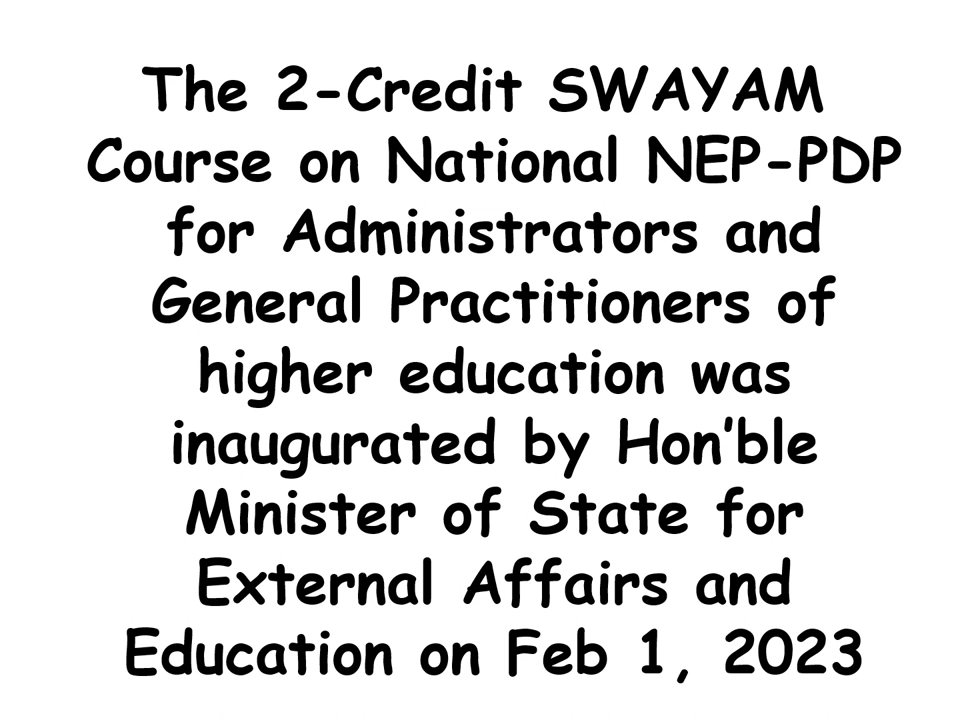 The 2-Credit SWAYAM
Course on National NEP-PDP
for Administrators and
General Practitioners of
higher education was
inaugurated by Hon’ble
Minister of State for
External Affairs and
Education on Feb 1, 2023